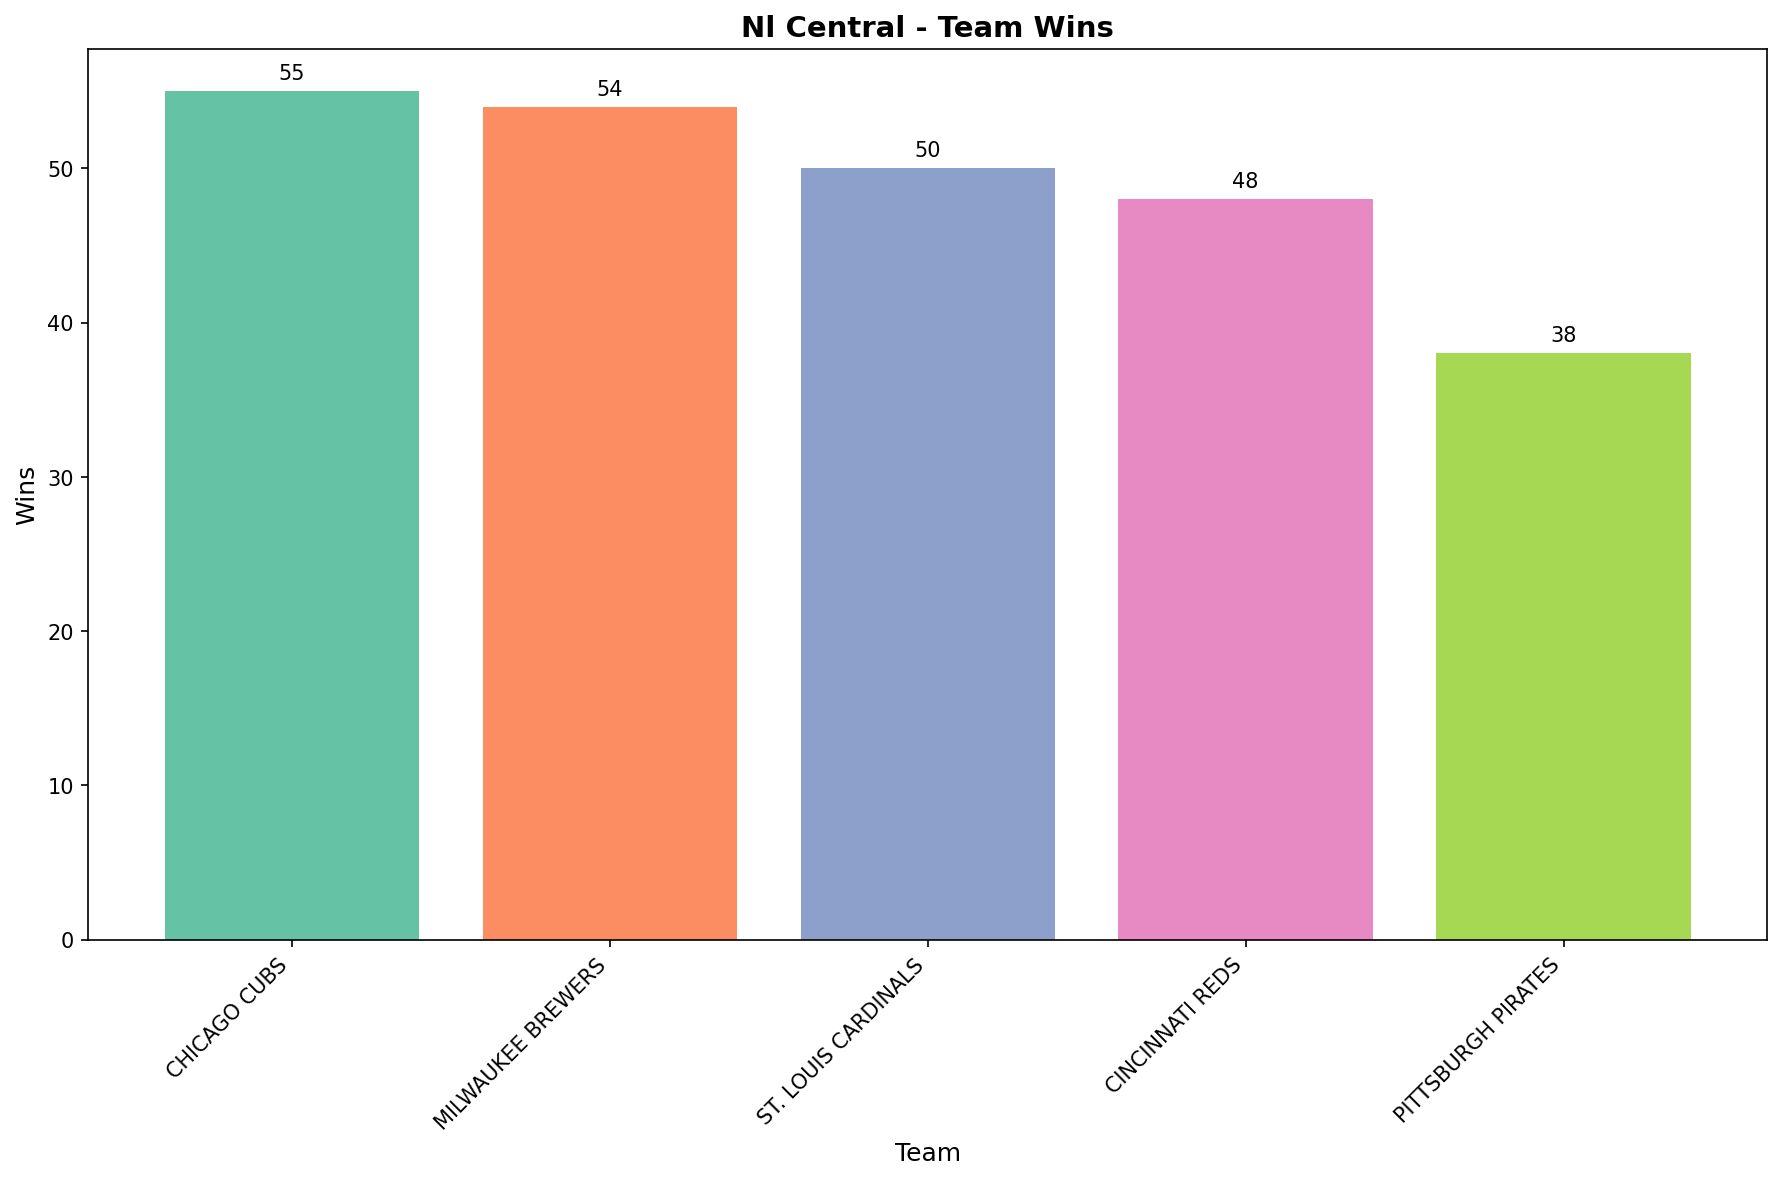 Nl Central - Team Wins
55
54
50
48
38
Wins
50
40
30
20
10
0
CHICAGO CUBS
MILWAUKEE BREWERS
ST. LOUIS CARDINALS
CINCINNATI REDS
PITTSBURGH PIRATES
Team